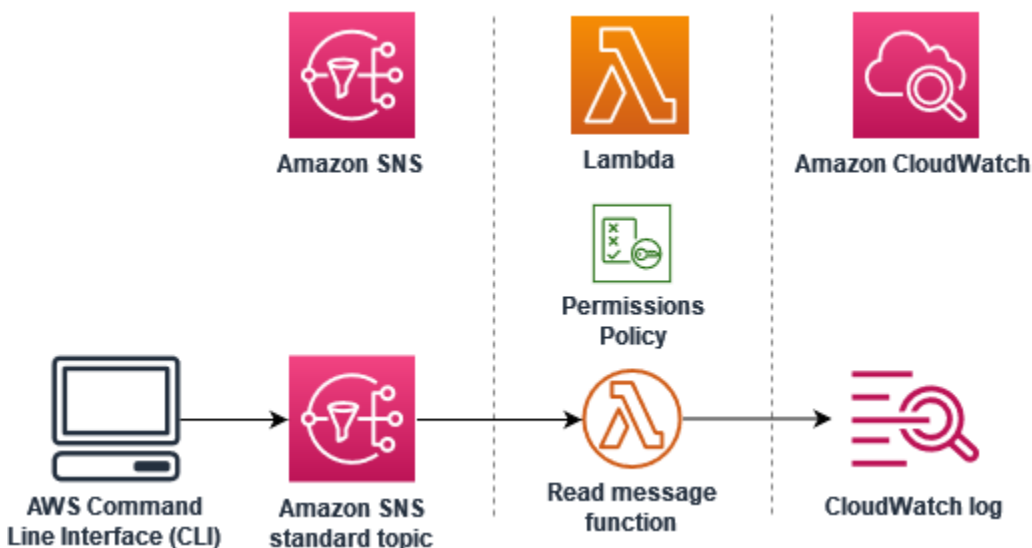 Amazon SNS
Lambda
Amazon CloudWatch
Permissions
Policy
AWS Command
Line Interface (CLI)
Amazon SNS
standard topic
Read message
function
CloudWatch log